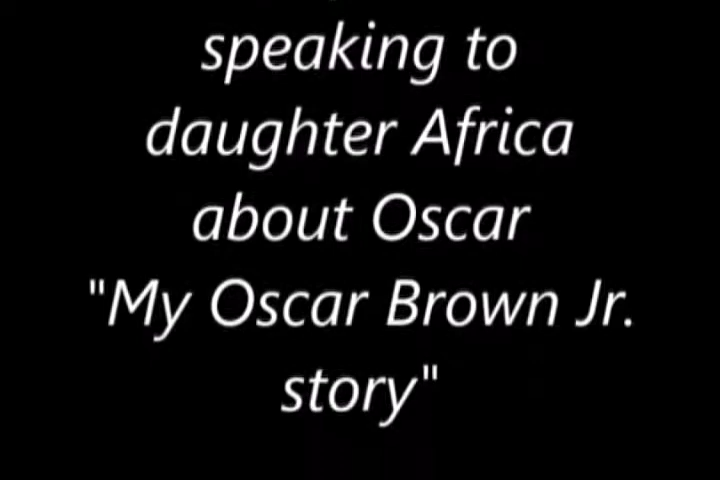 speaking to
daughter Africa
about Oscar
"My Oscar Brown Jr.
story"